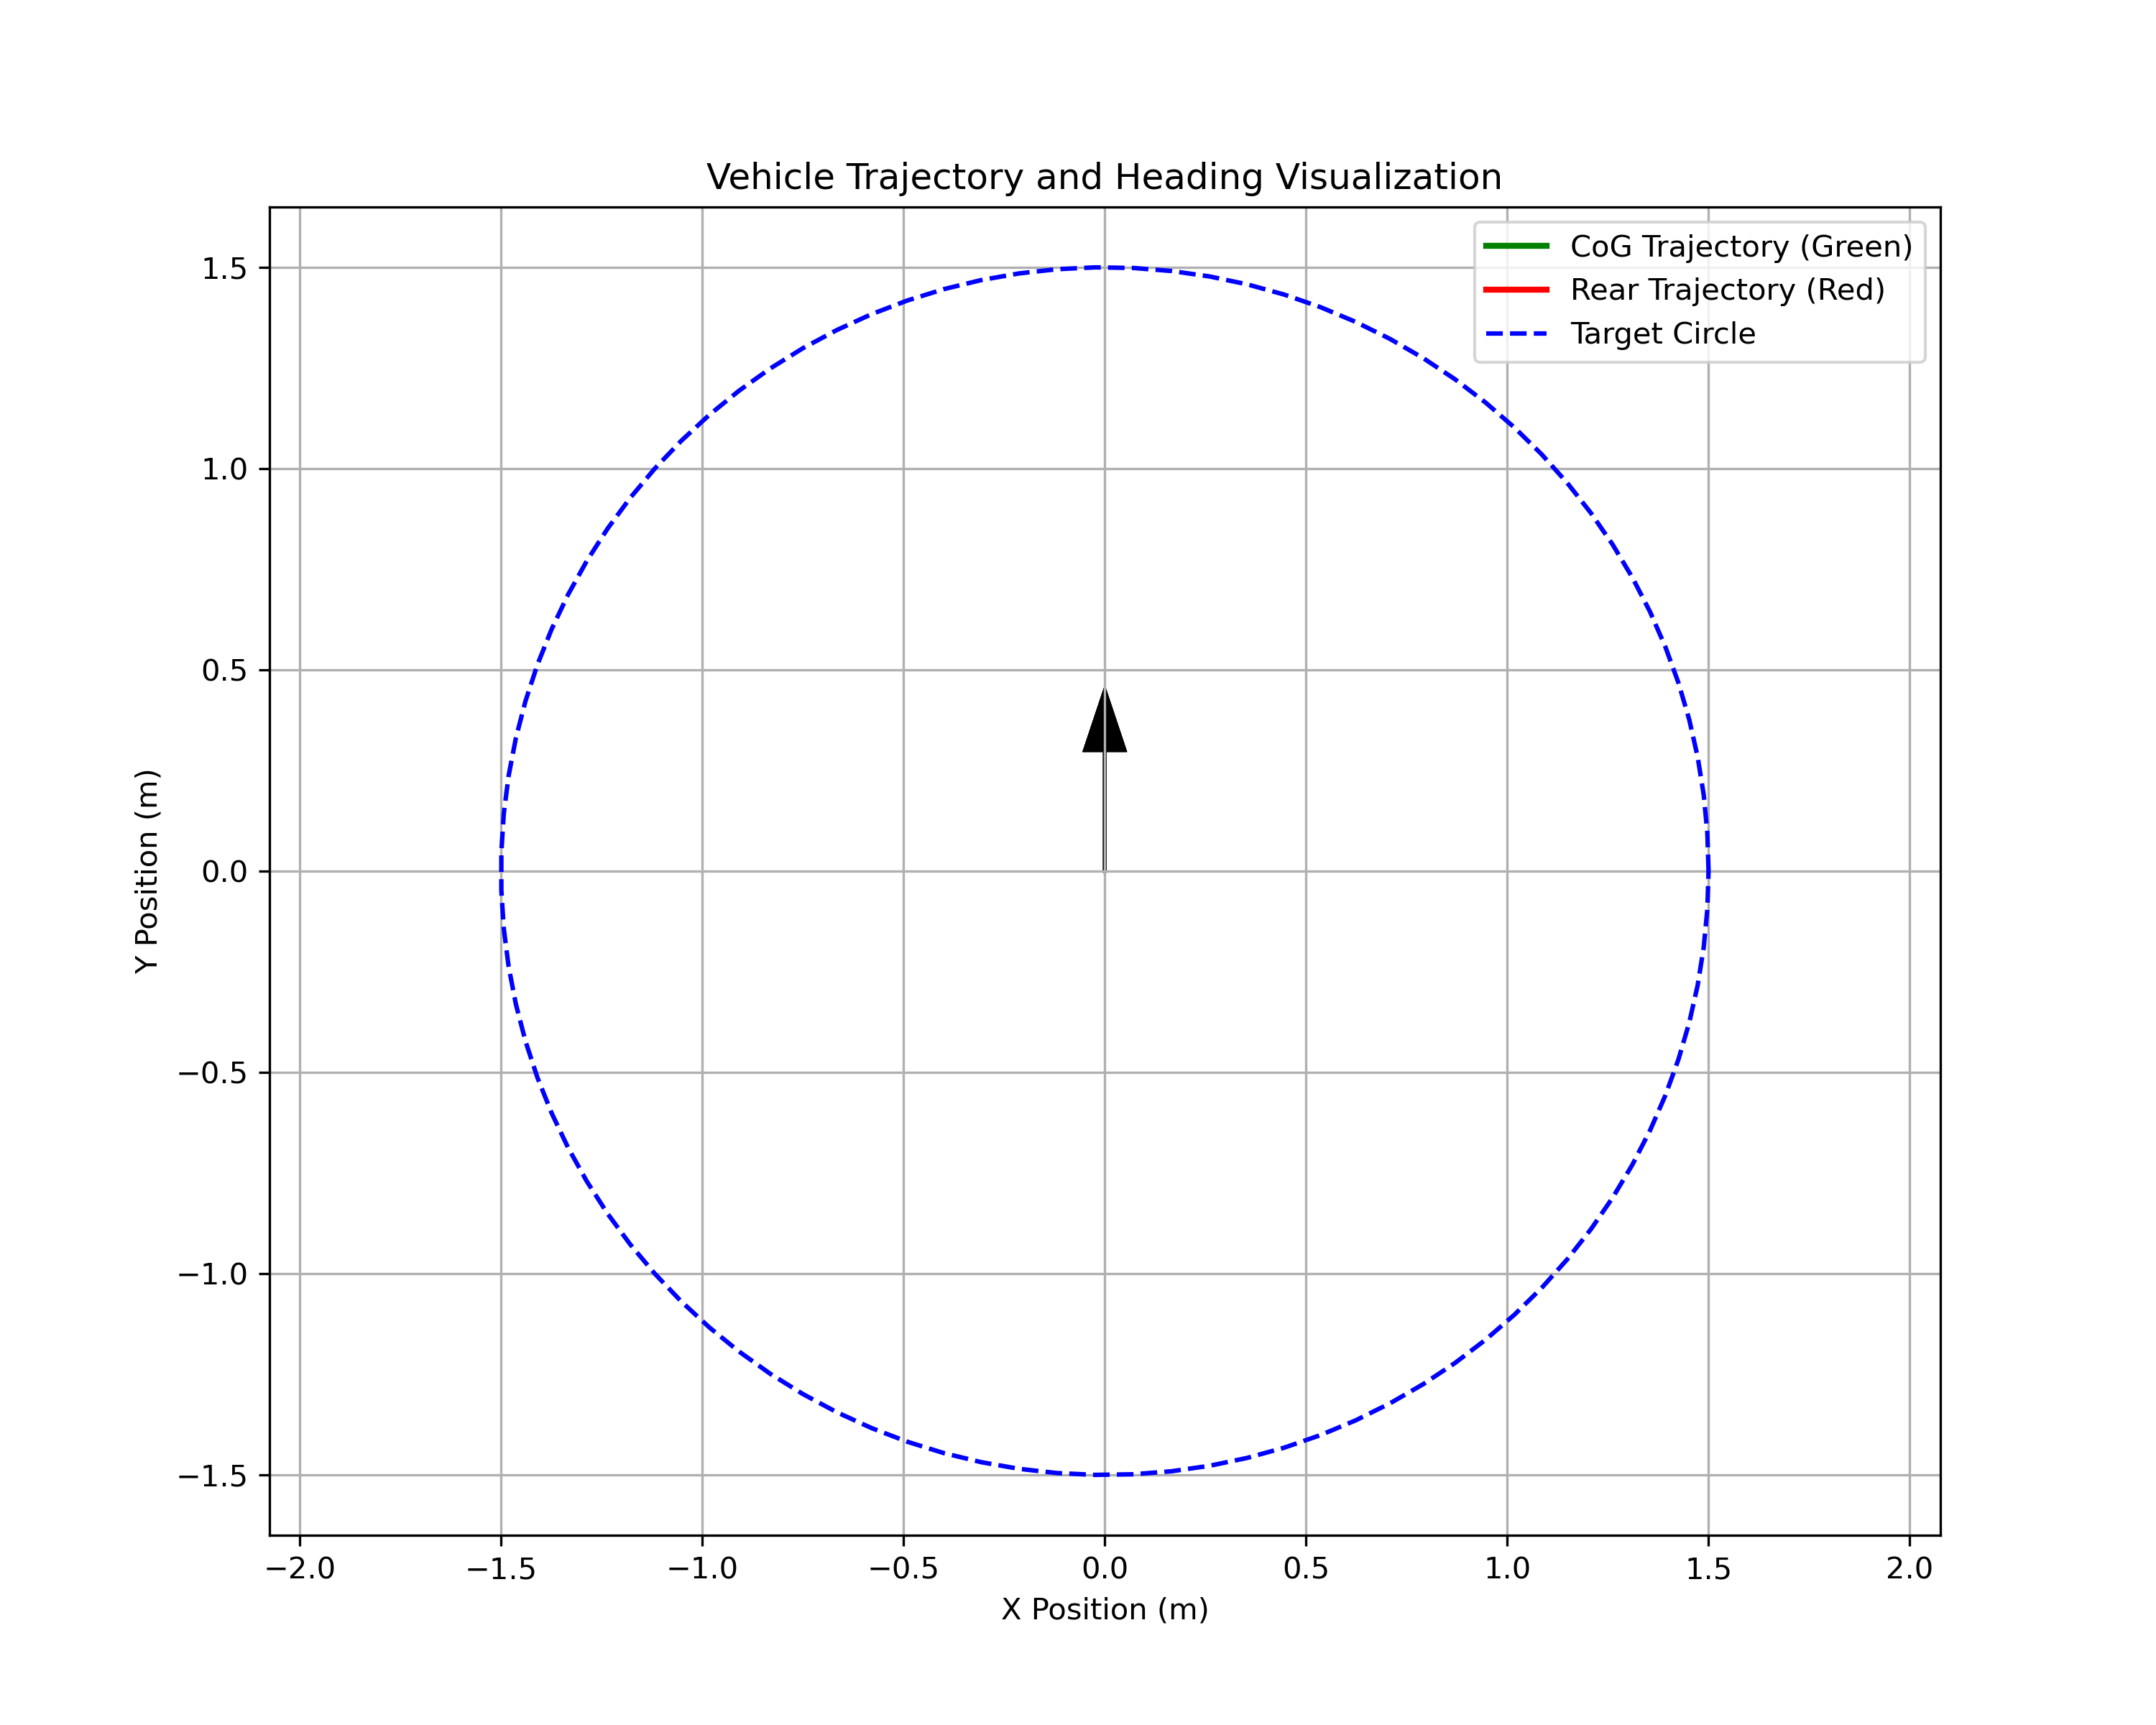 Vehicle Trajectory and Heading Visualization
CoG Trajectory (Green)
Rear Trajectory (Red)
Target Circle
Y Position (m)
1.5
1.0
0.5
0.0
−0.5
−1.0
−1.5
−2.0 −1.5 −1.0 −0.5 0.0 0.5 1.0 1.5 2.0
X Position (m)